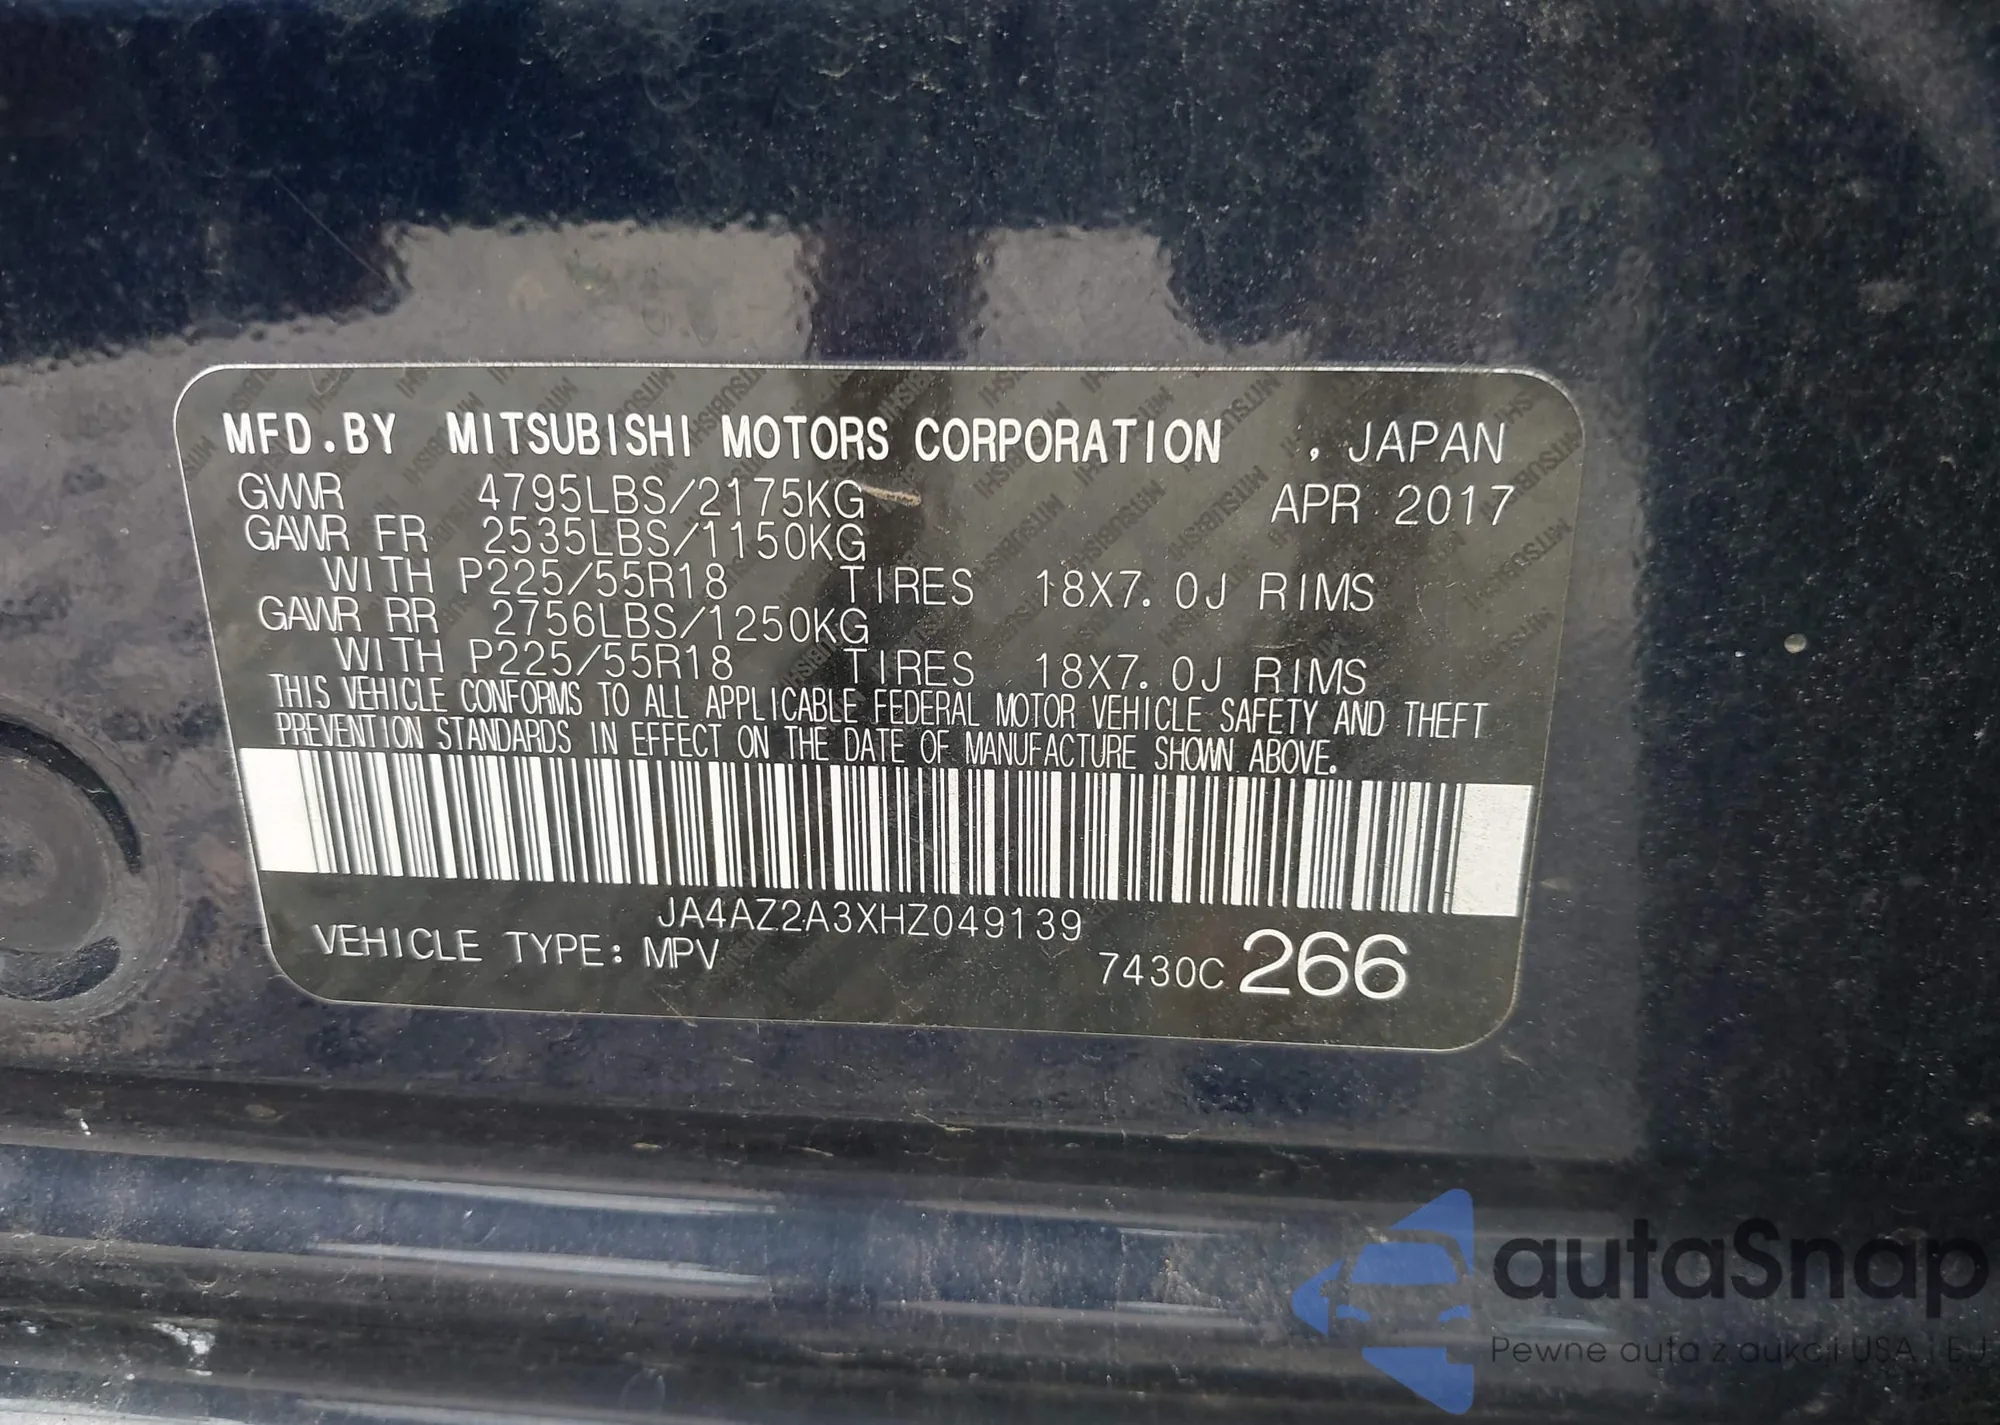 MFD.BY MITSUBISHI MOTORS CORPORATION , JAPAN
GVWR 4795LBS/2175KG APR 2017
GAWR FR 2535LBS/1150KG
WITH P225/55R18 TIRES 18X7.0J RIMS
GAWR RR 2756LBS/1250KG
WITH P225/55R18 TIRES 18X7.0J RIMS
THIS VEHICLE CONFORMS TO ALL APPLICABLE FEDERAL MOTOR VEHICLE SAFETY AND THEFT
PREVENTION STANDARDS IN EFFECT ON THE DATE OF MANUFACTURE SHOWN ABOVE.
JA4AZ2A3XHZ049139
VEHICLE TYPE: MPV 7430C 266
autaSnap
Pewne auta z aukcji USA i EU